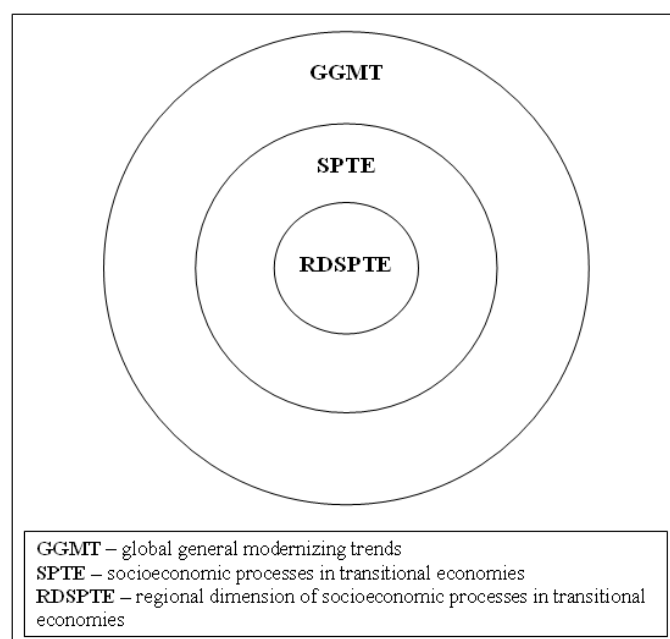 GGMT
SPTE
RDSPTE
GGMT – global general modernizing trends
SPTE – socioeconomic processes in transitional economies
RDSPTE – regional dimension of socioeconomic processes in transitional
economies